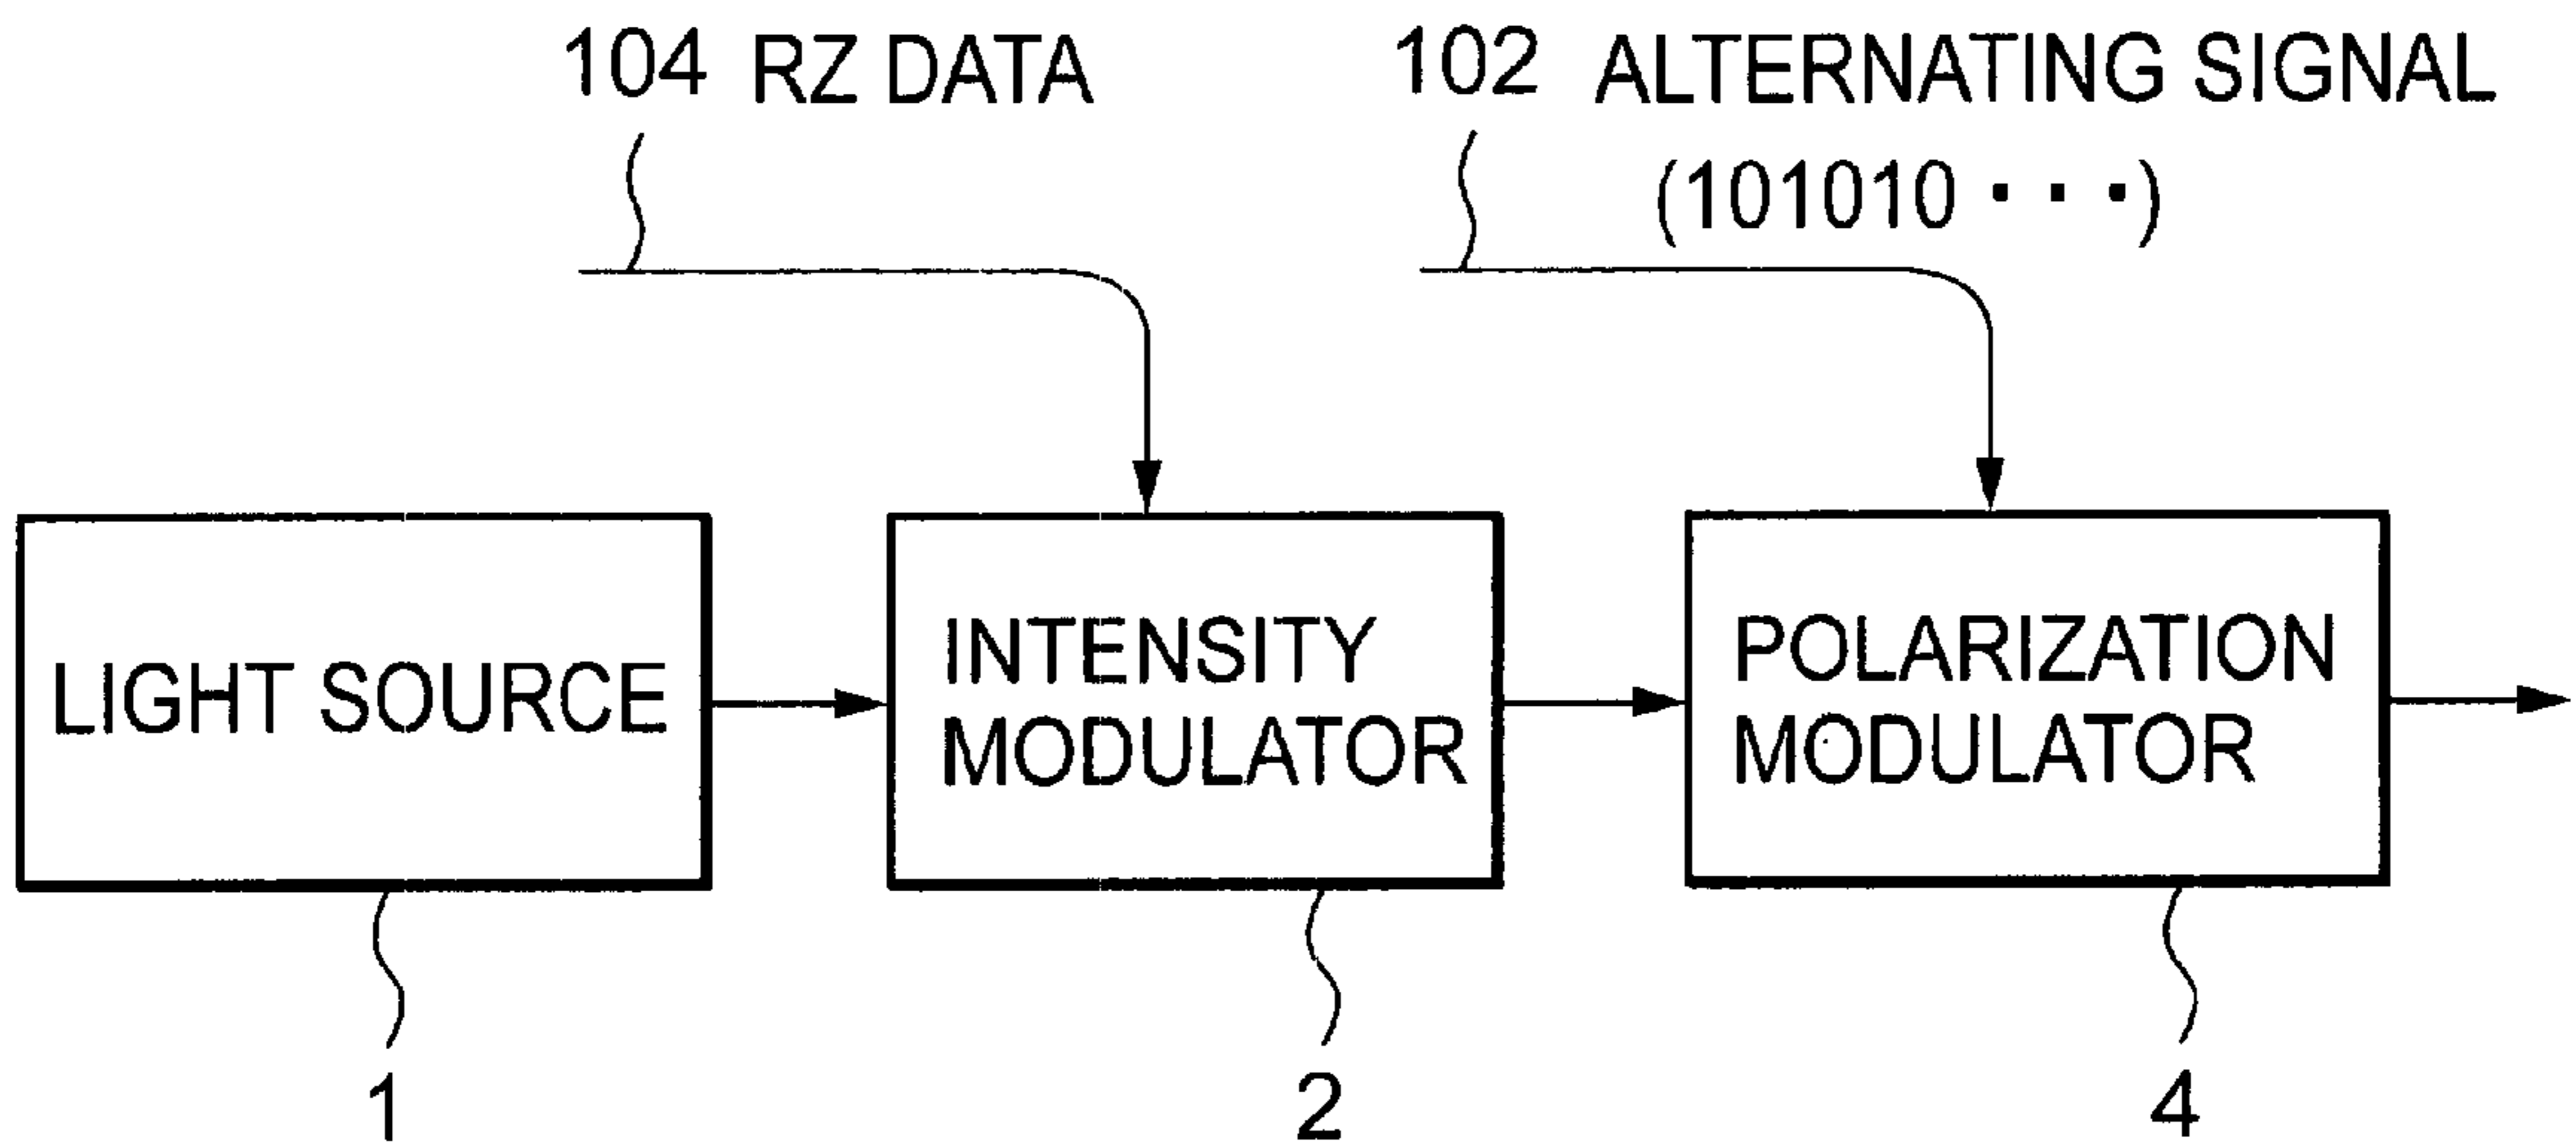 104 RZ DATA
102 ALTERNATING SIGNAL
(101010・・・)
LIGHT SOURCE
INTENSITY
MODULATOR
POLARIZATION
MODULATOR
1
2
4